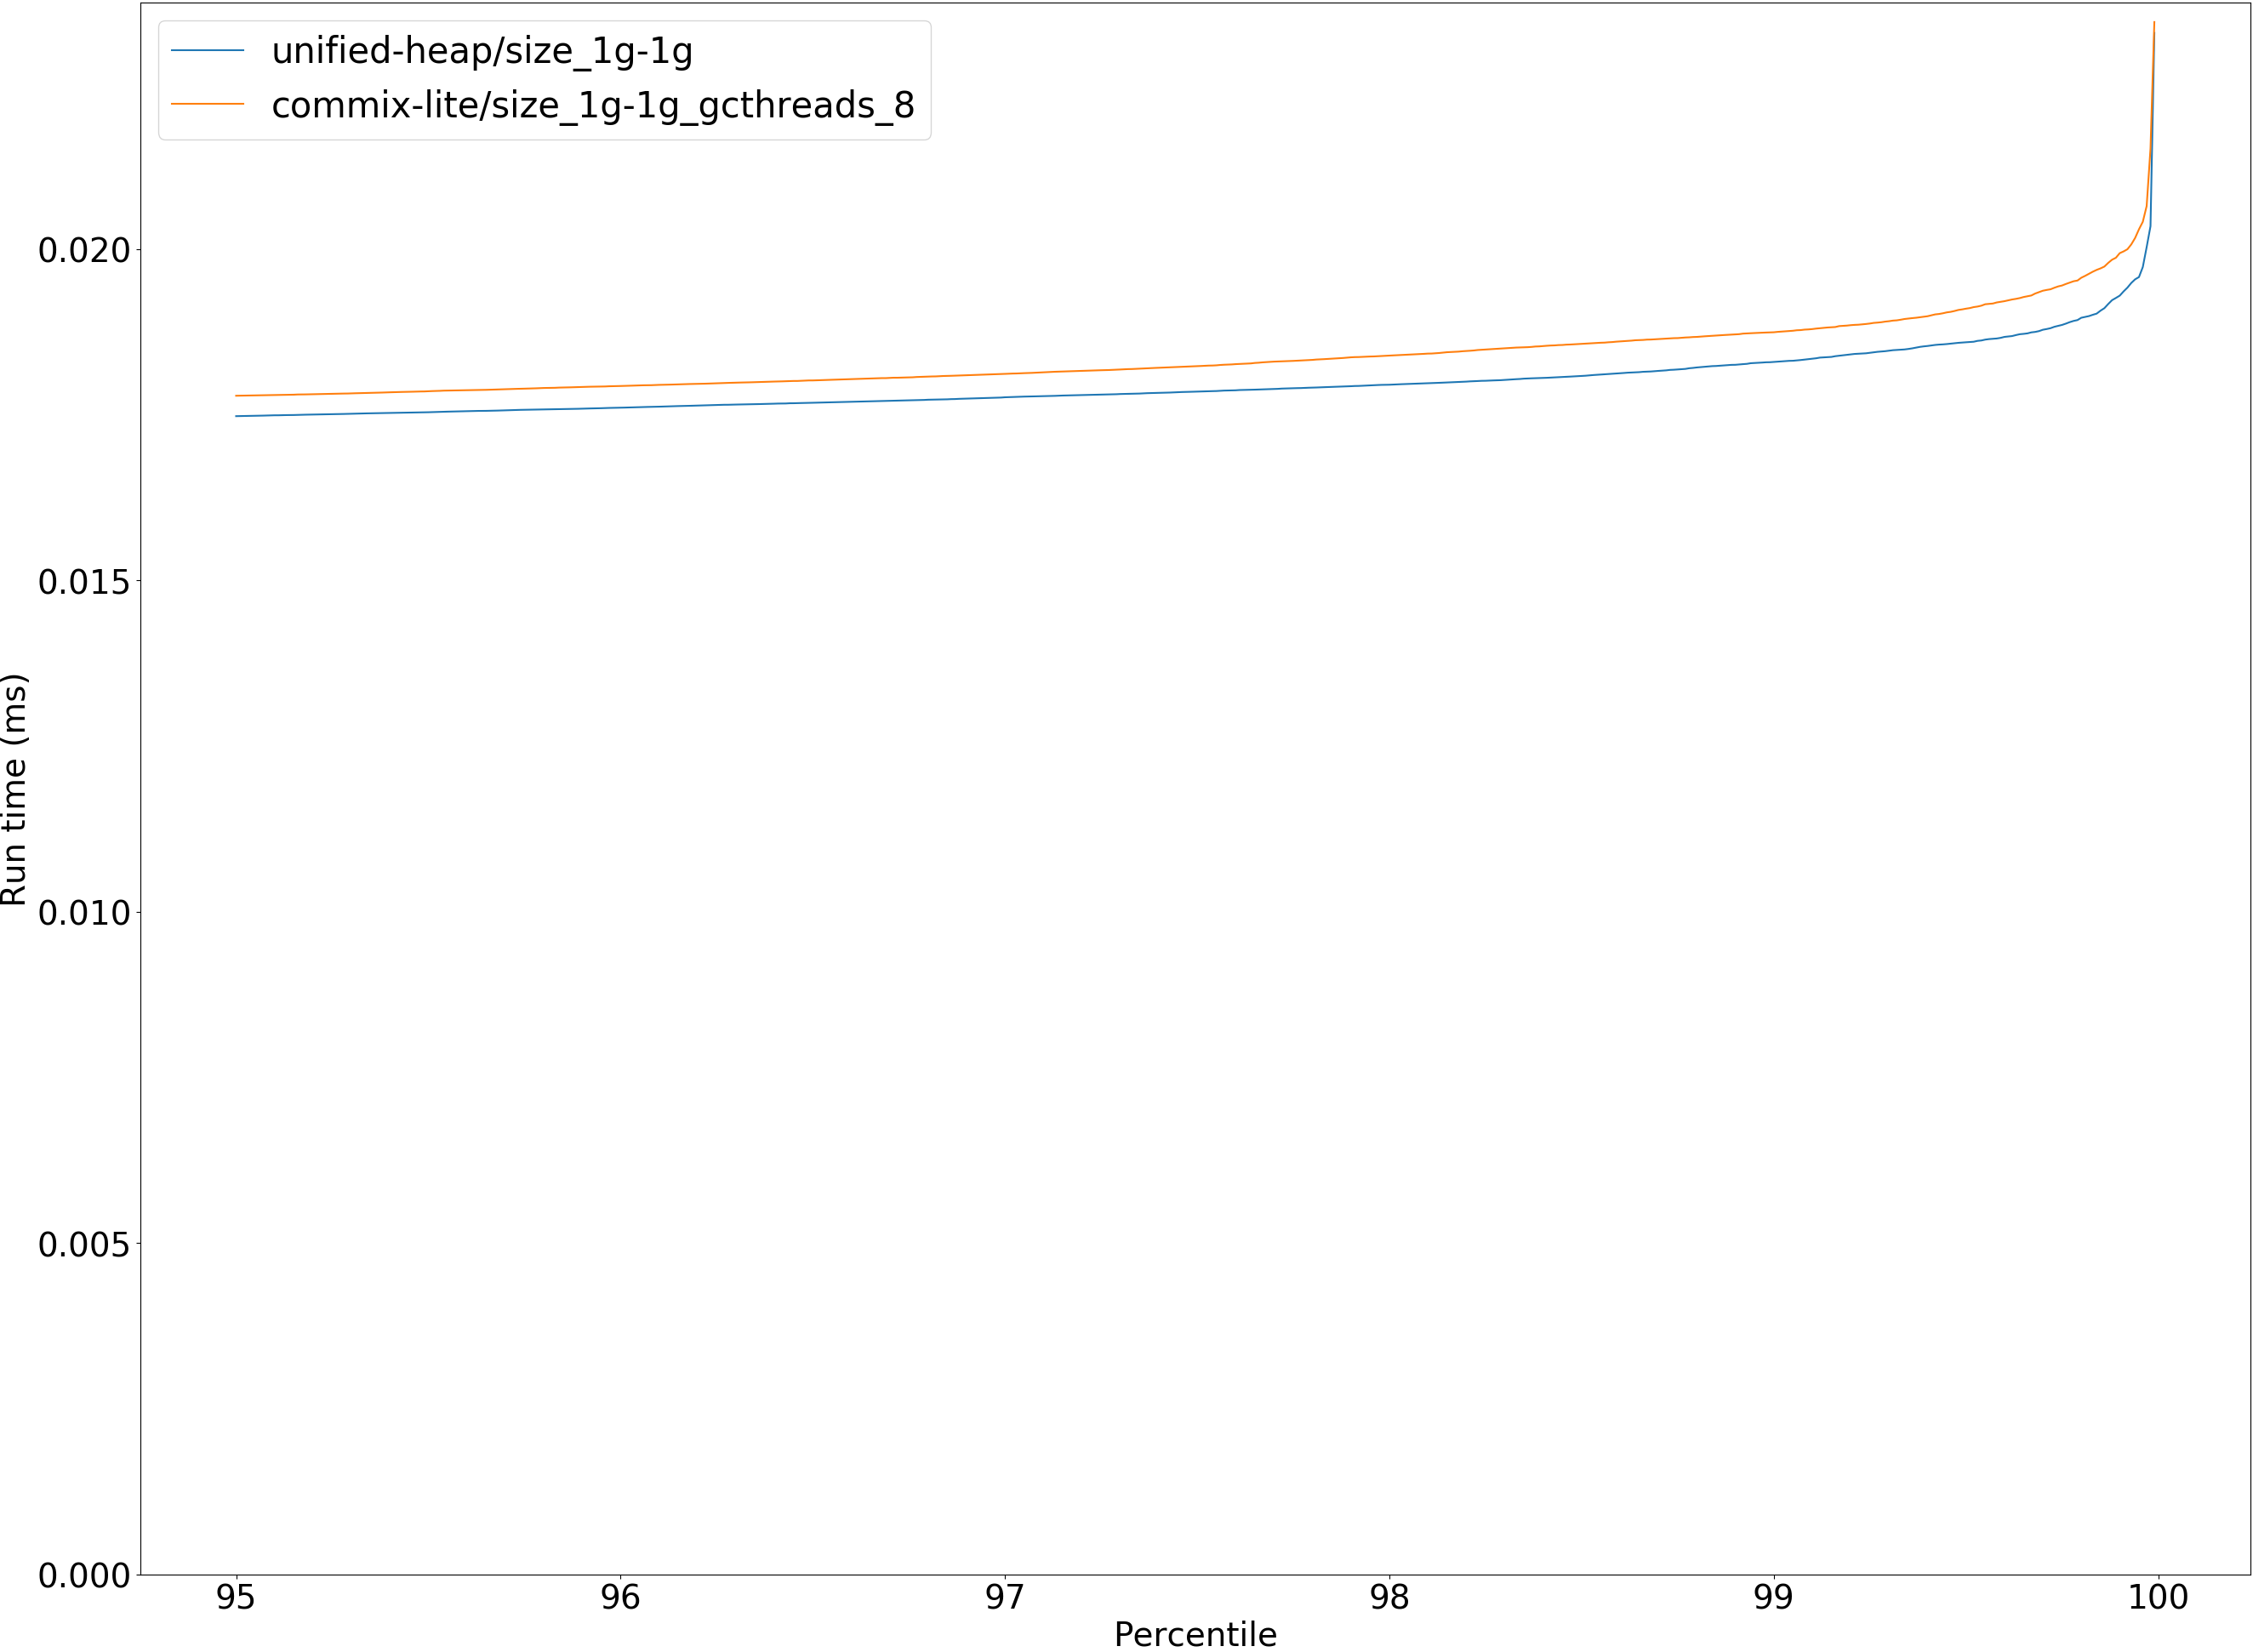 unified-heap/size_1g-1g
commix-lite/size_1g-1g_gcthreads_8
0.020
0.015
0.010
0.005
0.000
Run time (ms)
95 96 97 98 99 100
Percentile